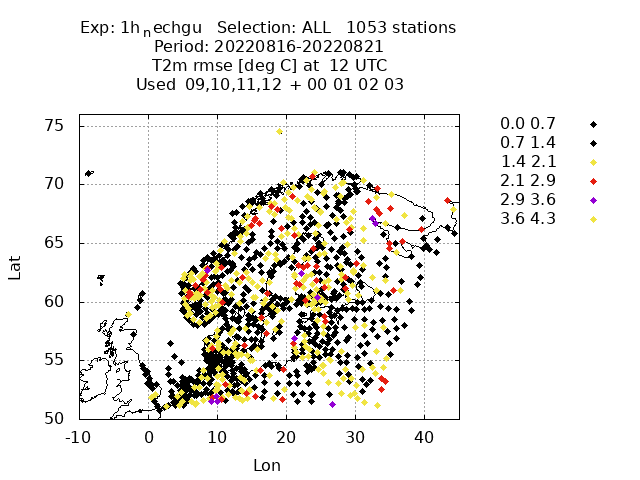 Exp: 1h_nechgu   Selection: ALL   1053 stations
Period: 20220816-20220821
T2m rmse [deg C] at  12 UTC
Used  09,10,11,12  + 00 01 02 03
0.0 0.7
0.7 1.4
1.4 2.1
2.1 2.9
2.9 3.6
3.6 4.3
75
70
65
60
55
50
Lat
-10 0 10 20 30 40
Lon